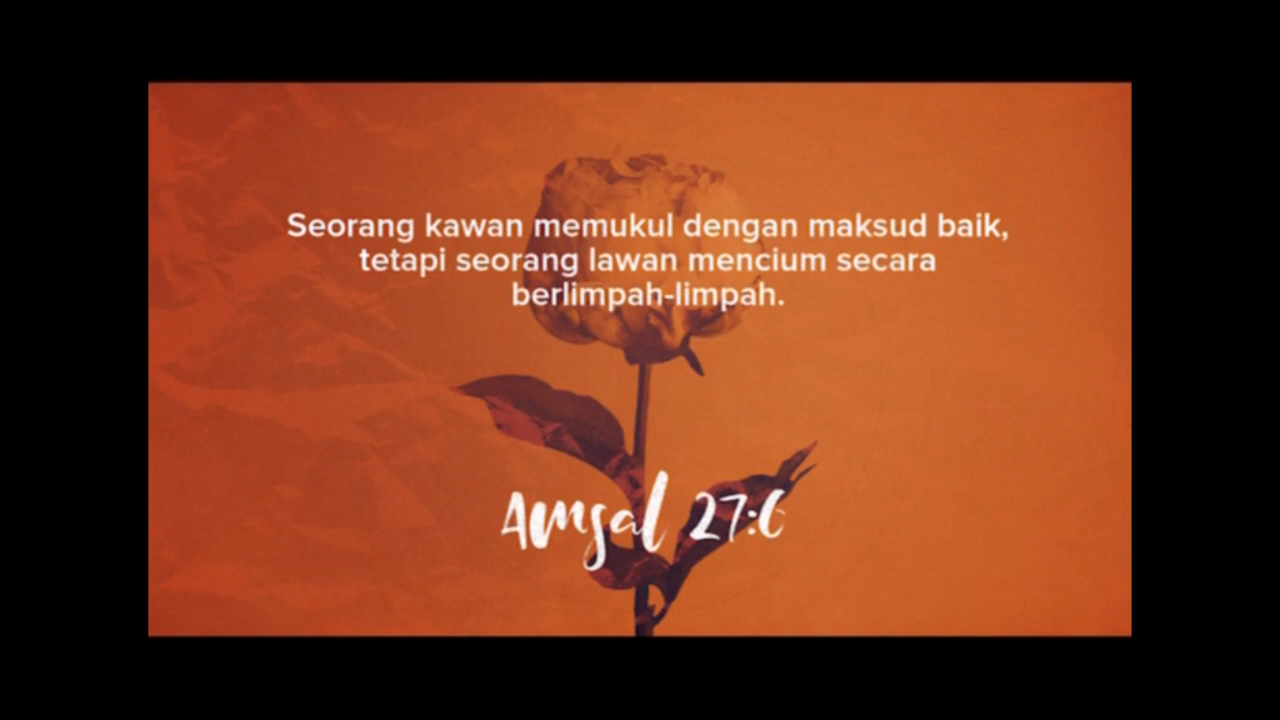 Seorang kawan memukul dengan maksud baik,
tetapi seorang lawan mencium secara
berlimpah-limpah.
Amsal 27:6